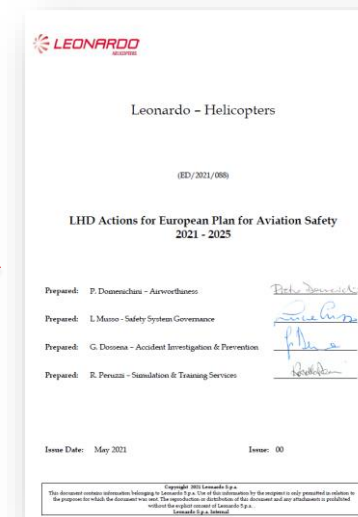 LEONARDO
HELICOPTERS
Leonardo – Helicopters
(ED/2021/088)
LHD Actions for European Plan for Aviation Safety
2021 - 2025
Prepared: P. Domenichini – Airworthiness
Prepared: L Musso - Safety System Governance
Prepared: G. Dossena – Accident Investigation & Prevention
Prepared: R. Peruzzi – Simulation & Training Services
Issue Date: May 2021 Issue: 00
Copyright 2021 Leonardo S.p.a.
This document contains information belonging to Leonardo S.p.a. Use of this information by the recipient is only permitted in relation to
the purposes for which the document was sent. The reproduction or distribution of this document and any attachments is prohibited
without the explicit consent of Leonardo S.p.a.
Leonardo S.p.a. Internal